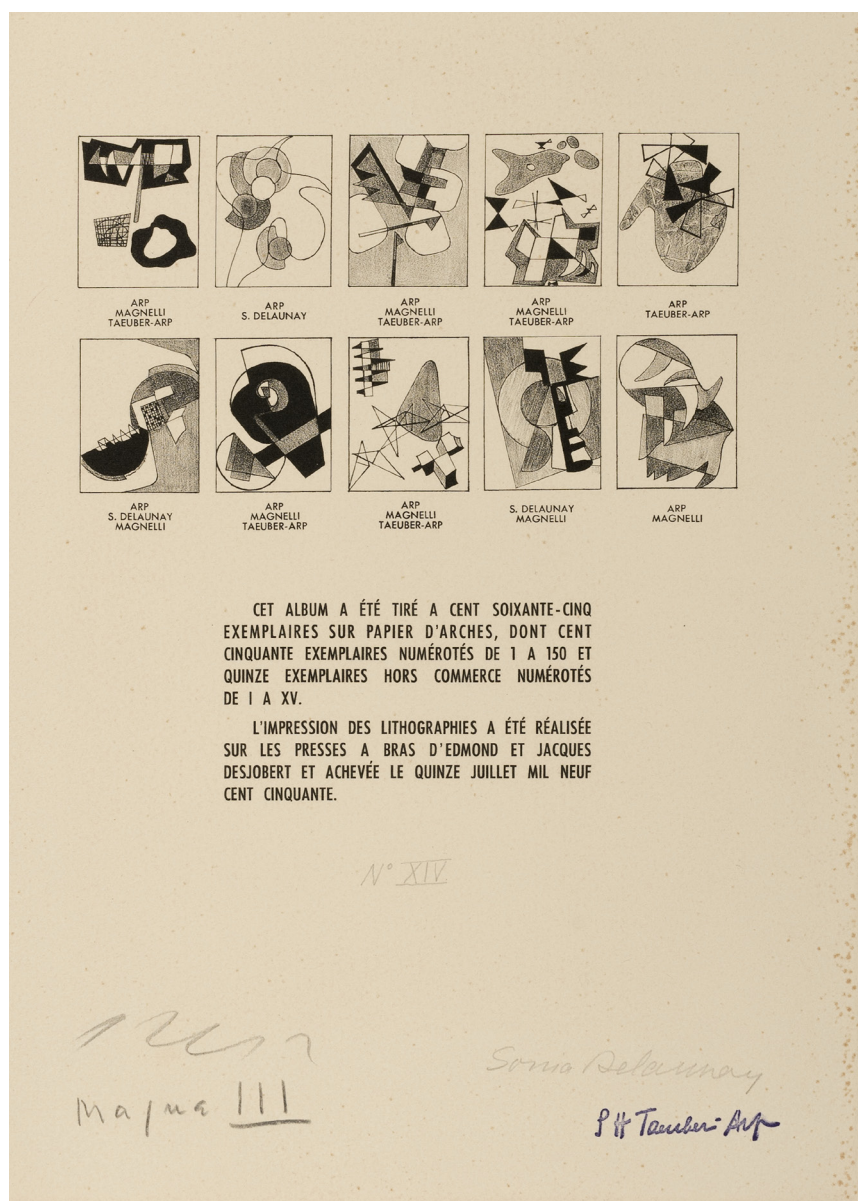 ARP
MAGNELLI
TAEUBER-ARP
ARP
S. DELAUNAY
ARP
MAGNELLI
TAEUBER-ARP
ARP
MAGNELLI
TAEUBER-ARP
ARP
TAEUBER-ARP
ARP
S. DELAUNAY
MAGNELLI
ARP
MAGNELLI
TAEUBER-ARP
ARP
MAGNELLI
TAEUBER-ARP
S. DELAUNAY
MAGNELLI
ARP
MAGNELLI
CET ALBUM A ÉTÉ TIRÉ A CENT SOIXANTE-CINQ
EXEMPLAIRES SUR PAPIER D'ARCHES, DONT CENT
CINQUANTE EXEMPLAIRES NUMÉROTÉS DE 1 A 150 ET
QUINZE EXEMPLAIRES HORS COMMERCE NUMÉROTÉS
DE I A XV.
L'IMPRESSION DES LITHOGRAPHIES A ÉTÉ RÉALISÉE
SUR LES PRESSES A BRAS D'EDMOND ET JACQUES
DESJOBERT ET ACHEVÉE LE QUINZE JUILLET MIL NEUF
CENT CINQUANTE.
N° XIV
Sonia Delaunay
Magne III
S H Taeuber-Arp